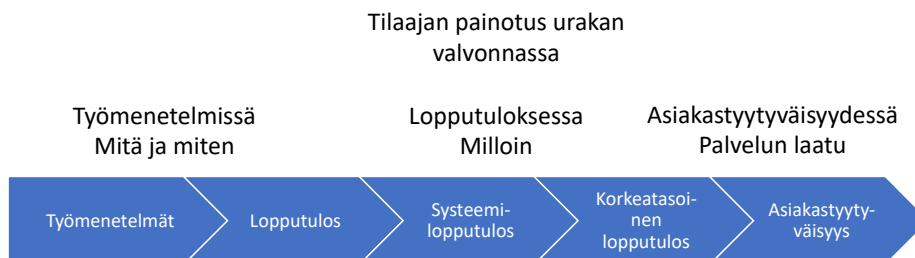 Tilaajan painotus urakan
valvonnassa
Työmenetelmissä
Mitä ja miten
Lopputuloksessa
Milloin
Asiakastyytyväisyydessä
Palvelun laatu
Työmenetelmät
Lopputulos
Systeemi-
lopputulos
Korkeatasoi-
nen
lopputulos
Asiakastyyty-
väisyys